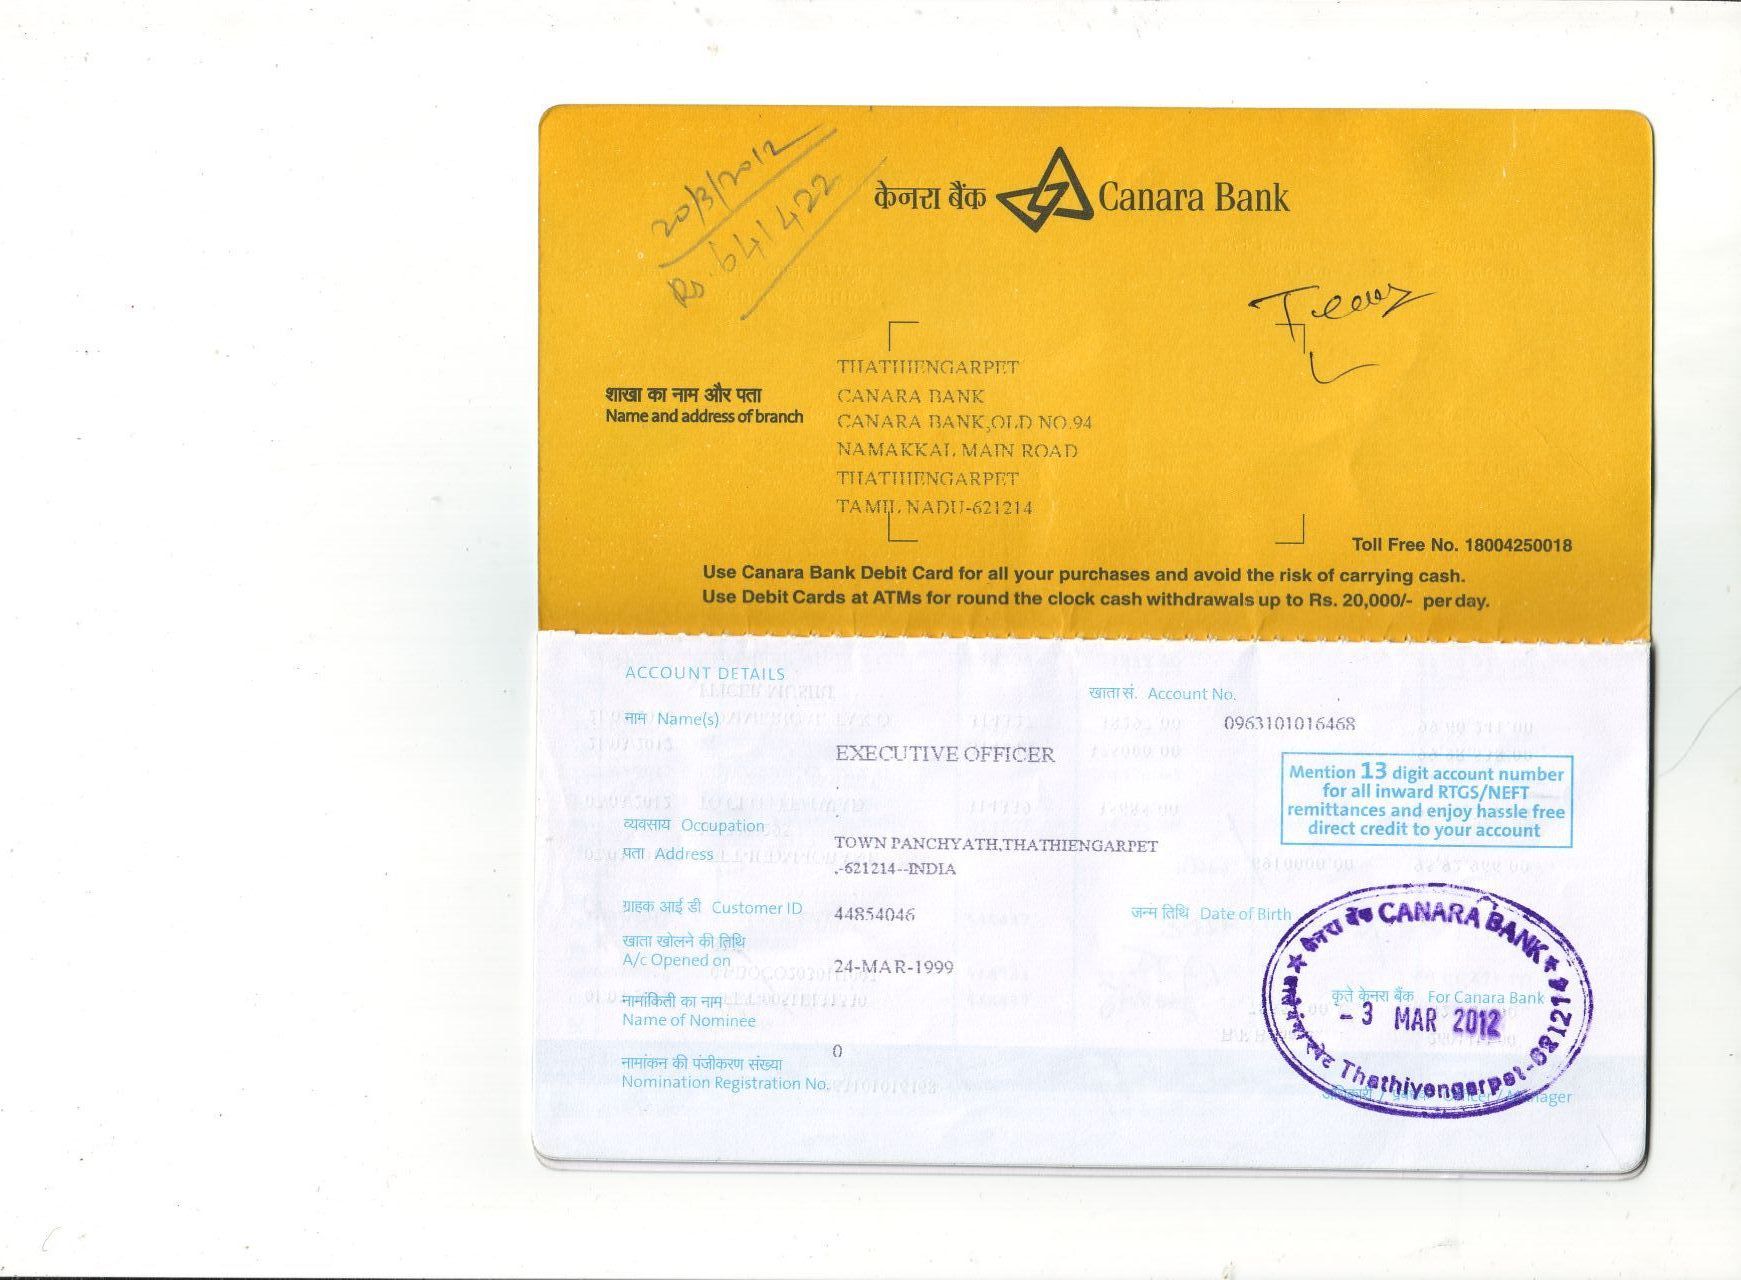 20/3/2012
Rs. 641422
केनरा बैंक Canara Bank
THATHIENGARPET
शाखा का नाम और पता
Name and address of branch
CANARA BANK
CANARA BANK,OLD NO.94
NAMAKKAL MAIN ROAD
THATHIENGARPET
TAMIL NADU-621214
Toll Free No. 18004250018
Use Canara Bank Debit Card for all your purchases and avoid the risk of carrying cash.
Use Debit Cards at ATMs for round the clock cash withdrawals up to Rs. 20,000/- per day.
ACCOUNT DETAILS
खाता सं. Account No.
नाम Name(s)
0963101016468
EXECUTIVE OFFICER
Mention 13 digit account number
for all inward RTGS/NEFT
remittances and enjoy hassle free
direct credit to your account
व्यवसाय Occupation
पता Address
TOWN PANCHYATH,THATHIENGARPET
,-621214--INDIA
ग्राहक आई डी Customer ID
44854046
जन्म तिथि Date of Birth
खाता खोलने की तिथि
A/c Opened on
24-MAR-1999
नामांकिती का नाम
Name of Nominee
कृते केनरा बैंक For Canara Bank
0
नामांकन की पंजीकरण संख्या
Nomination Registration No.
केनरा बैंक CANARA BANK
- 3 MAR 2012
Thathiyengarpet-621214